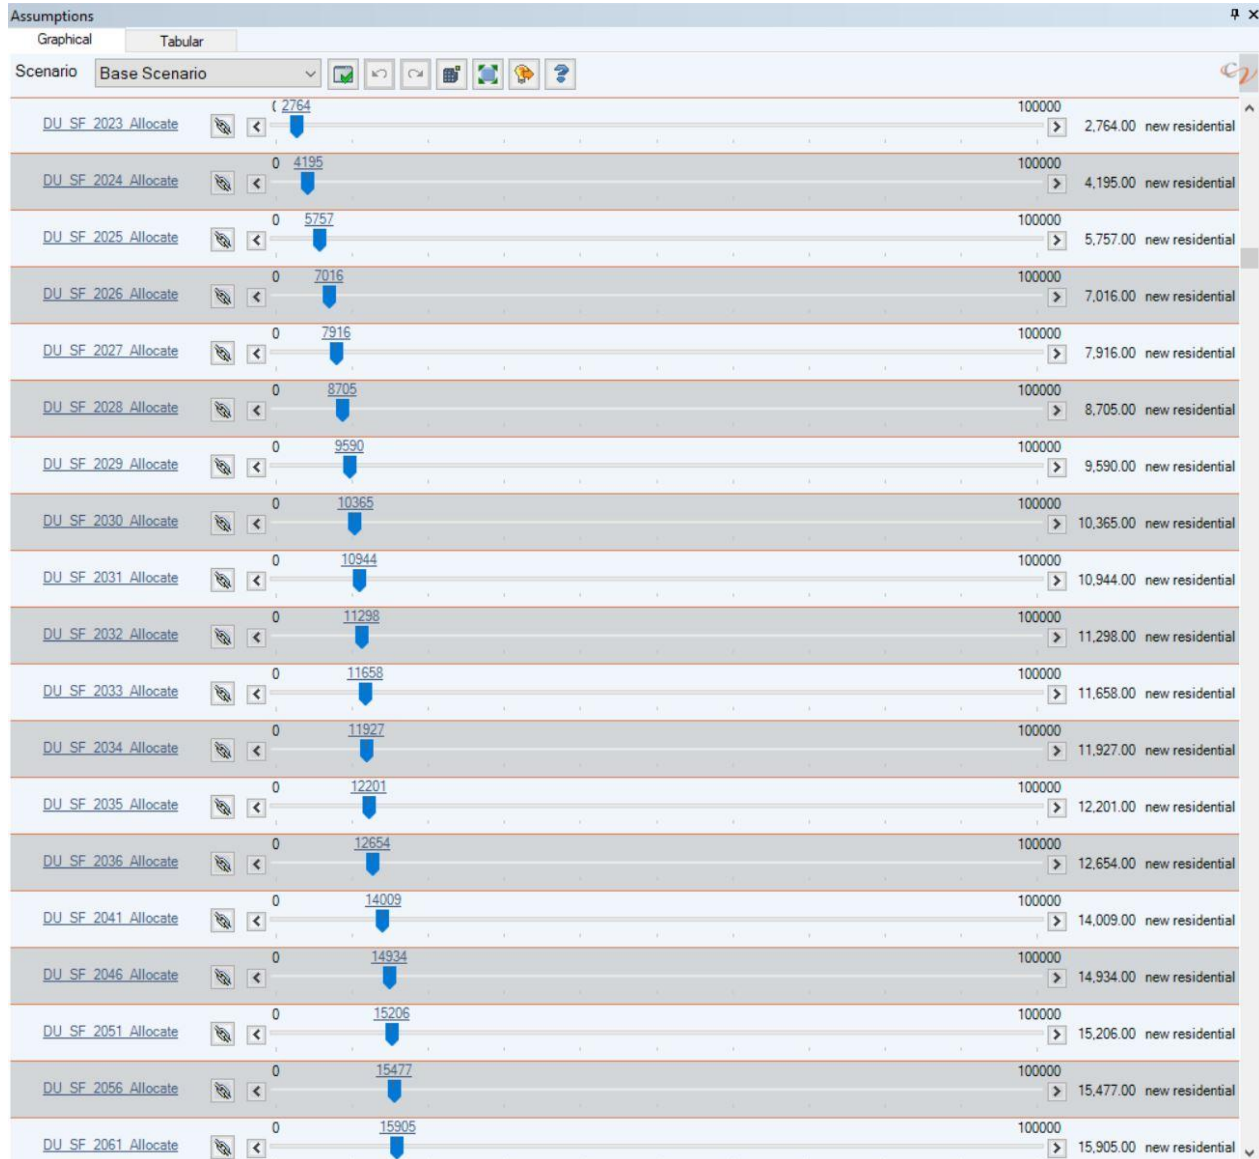 Assumptions
Graphical Tabular
Scenario Base Scenario
DU_SF_2023_Allocate 2764 100000 2,764.00 new residential
DU_SF_2024_Allocate 0 4195 100000 4,195.00 new residential
DU_SF_2025_Allocate 0 5757 100000 5,757.00 new residential
DU_SF_2026_Allocate 0 7016 100000 7,016.00 new residential
DU_SF_2027_Allocate 0 7916 100000 7,916.00 new residential
DU_SF_2028_Allocate 0 8705 100000 8,705.00 new residential
DU_SF_2029_Allocate 0 9590 100000 9,590.00 new residential
DU_SF_2030_Allocate 0 10365 100000 10,365.00 new residential
DU_SF_2031_Allocate 0 10944 100000 10,944.00 new residential
DU_SF_2032_Allocate 0 11298 100000 11,298.00 new residential
DU_SF_2033_Allocate 0 11658 100000 11,658.00 new residential
DU_SF_2034_Allocate 0 11927 100000 11,927.00 new residential
DU_SF_2035_Allocate 0 12201 100000 12,201.00 new residential
DU_SF_2036_Allocate 0 12654 100000 12,654.00 new residential
DU_SF_2041_Allocate 0 14009 100000 14,009.00 new residential
DU_SF_2046_Allocate 0 14934 100000 14,934.00 new residential
DU_SF_2051_Allocate 0 15206 100000 15,206.00 new residential
DU_SF_2056_Allocate 0 15477 100000 15,477.00 new residential
DU_SF_2061_Allocate 0 15905 100000 15,905.00 new residential